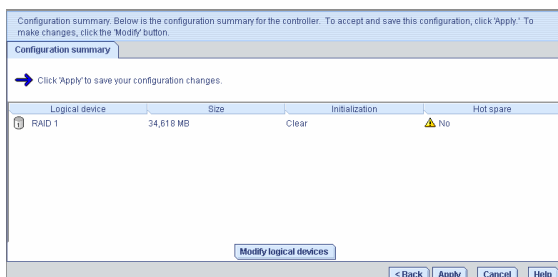 Configuration summary. Below is the configuration summary for the controller. To accept and save this configuration, click 'Apply.' To
make changes, click the 'Modify' button.
Configuration summary
Click 'Apply' to save your configuration changes.
Logical device Size Initialization Hot spare
1 RAID 1 34,618 MB Clear No
Modify logical devices
< Back Apply Cancel Help